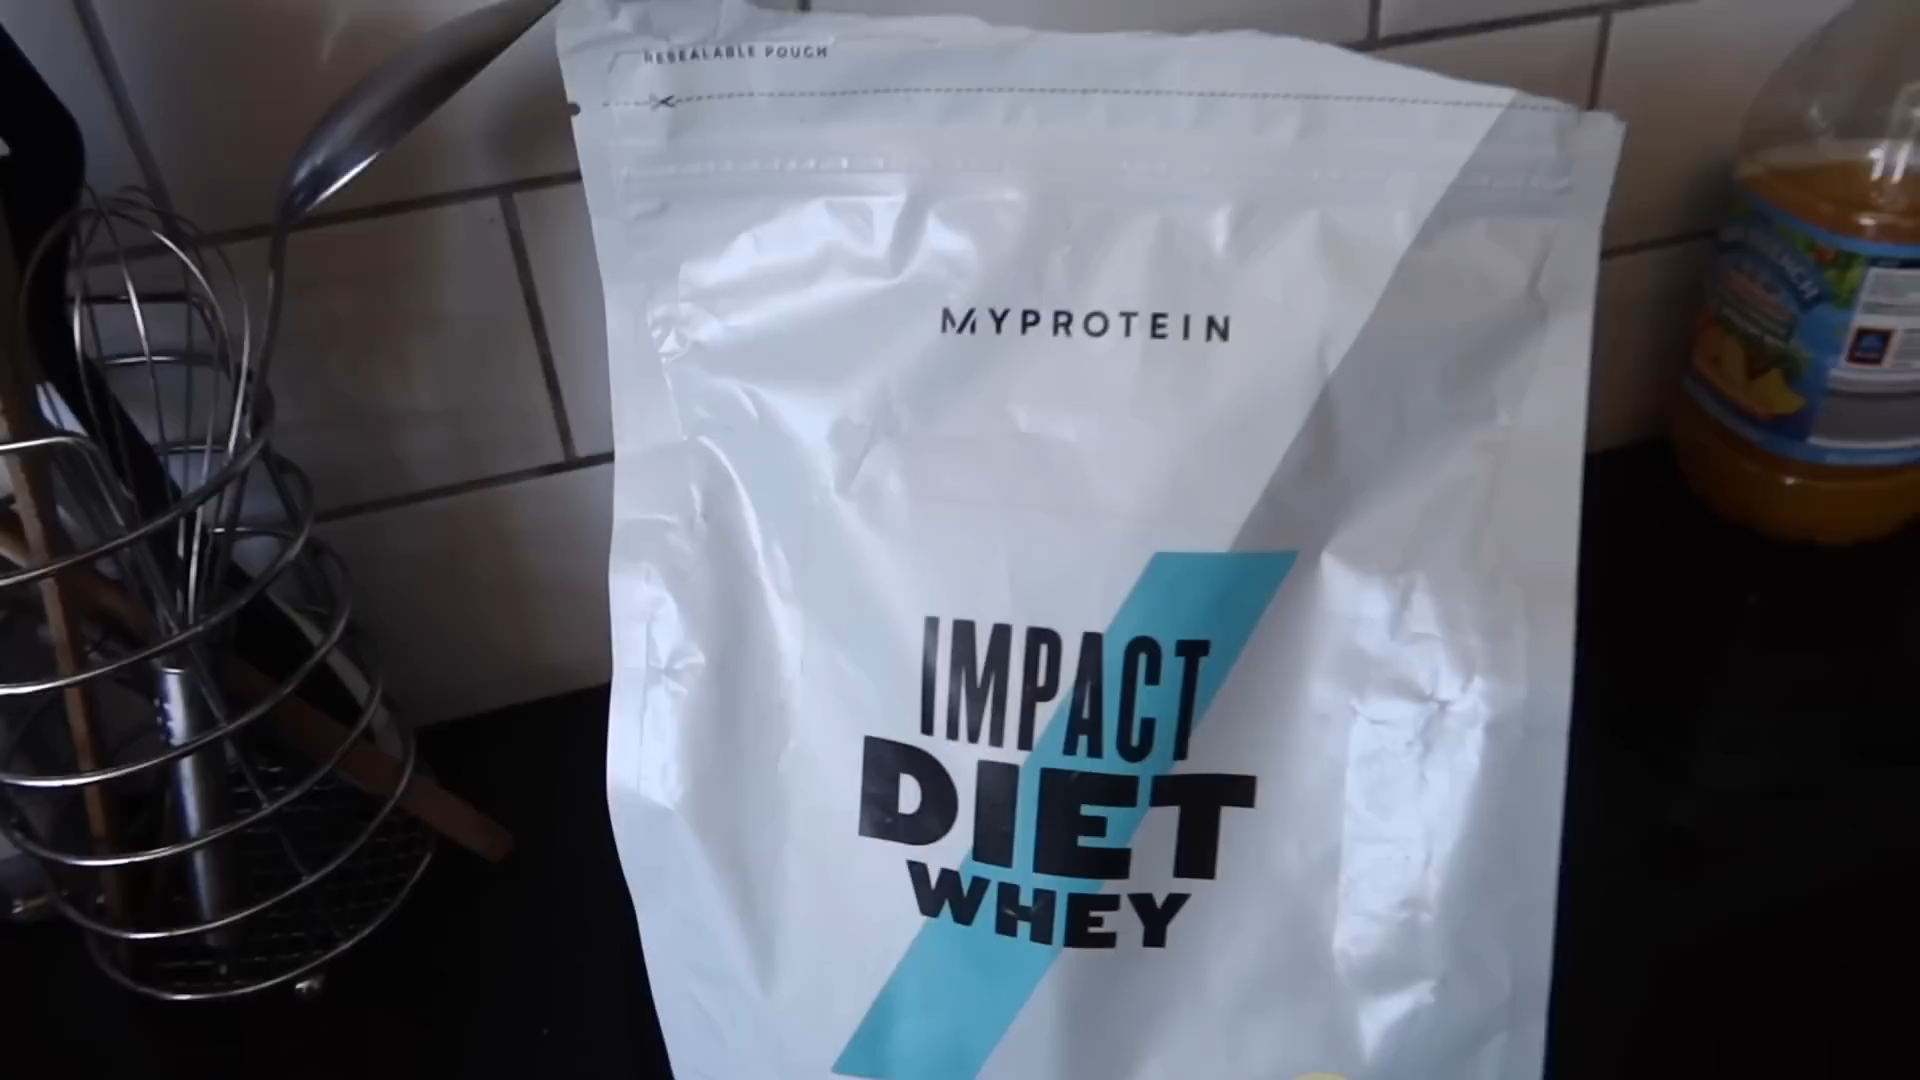 RESEALABLE POUCH
MYPROTEIN
IMPACT
DIET
WHEY